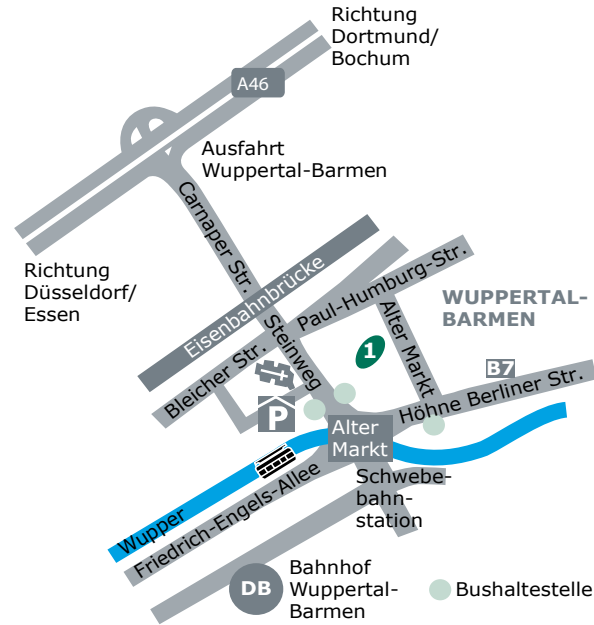 Richtung
Dortmund/
Bochum
A46
Ausfahrt
Wuppertal-Barmen
Carnaper Str.
Richtung
Düsseldorf/
Essen
Eisenbahnbrücke
Paul-Humburg-Str.
WUPPERTAL-
BARMEN
Steinweg
Bleicher Str.
1
Alter Markt
B7
Höhne Berliner Str.
P
Alter
Markt
Schwebe-
bahn-
station
Wupper
Friedrich-Engels-Allee
DB
Bahnhof
Wuppertal-
Barmen
Bushaltestelle